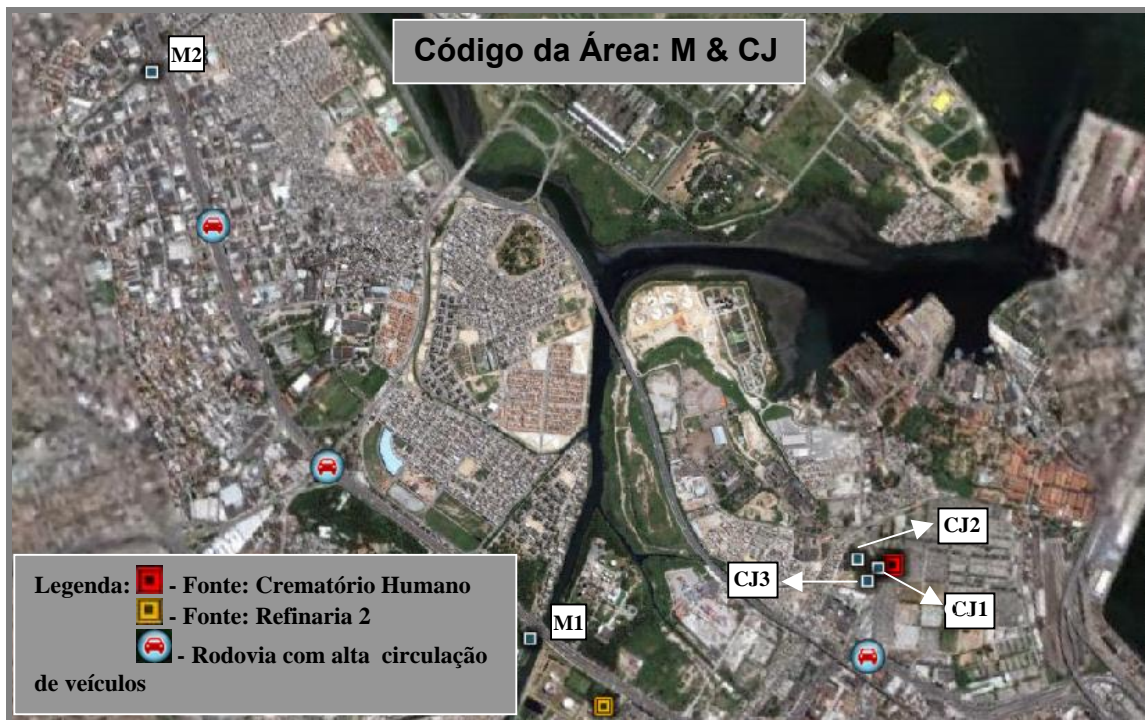 Código da Área: M & CJ
M2
CJ2
CJ3
CJ1
M1
Legenda: - Fonte: Crematório Humano
- Fonte: Refinaria 2
- Rodovia com alta circulação
de veículos